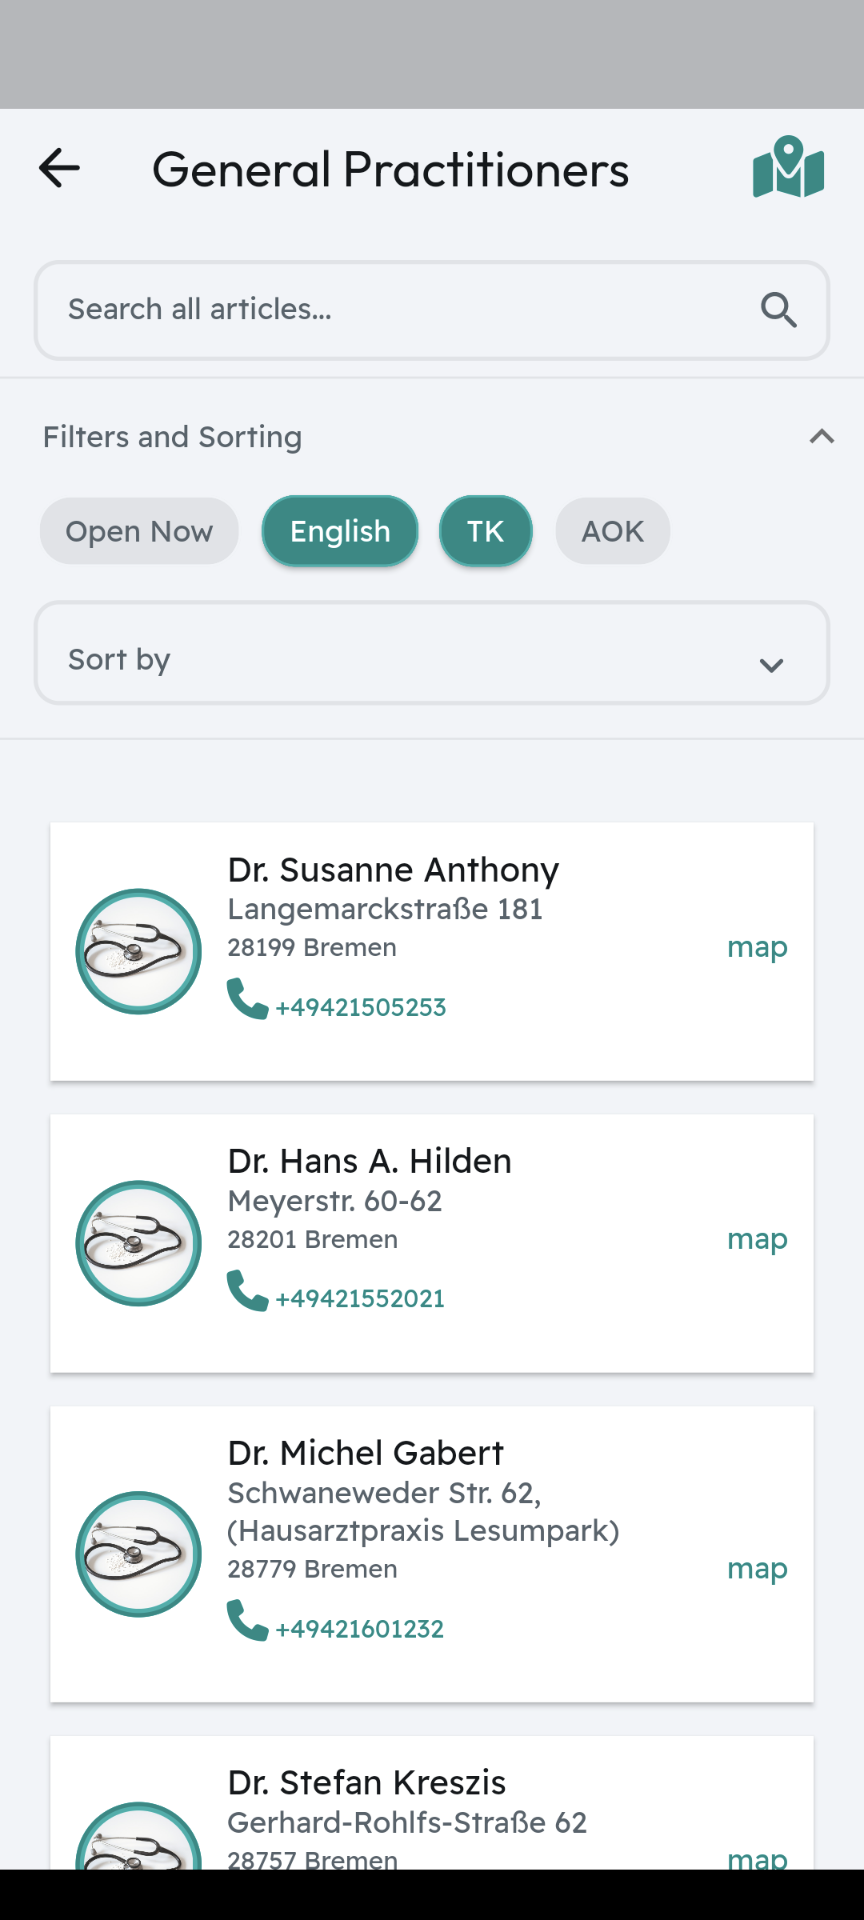 General Practitioners
Search all articles...
Filters and Sorting
Open Now English TK AOK
Sort by
Dr. Susanne Anthony
Langemarckstraße 181
28199 Bremen
map
+49421505253
Dr. Hans A. Hilden
Meyerstr. 60-62
28201 Bremen
map
+49421552021
Dr. Michel Gabert
Schwaneweder Str. 62,
(Hausarztpraxis Lesumpark)
28779 Bremen
map
+49421601232
Dr. Stefan Kreszis
Gerhard-Rohlfs-Straße 62
28757 Bremen
map